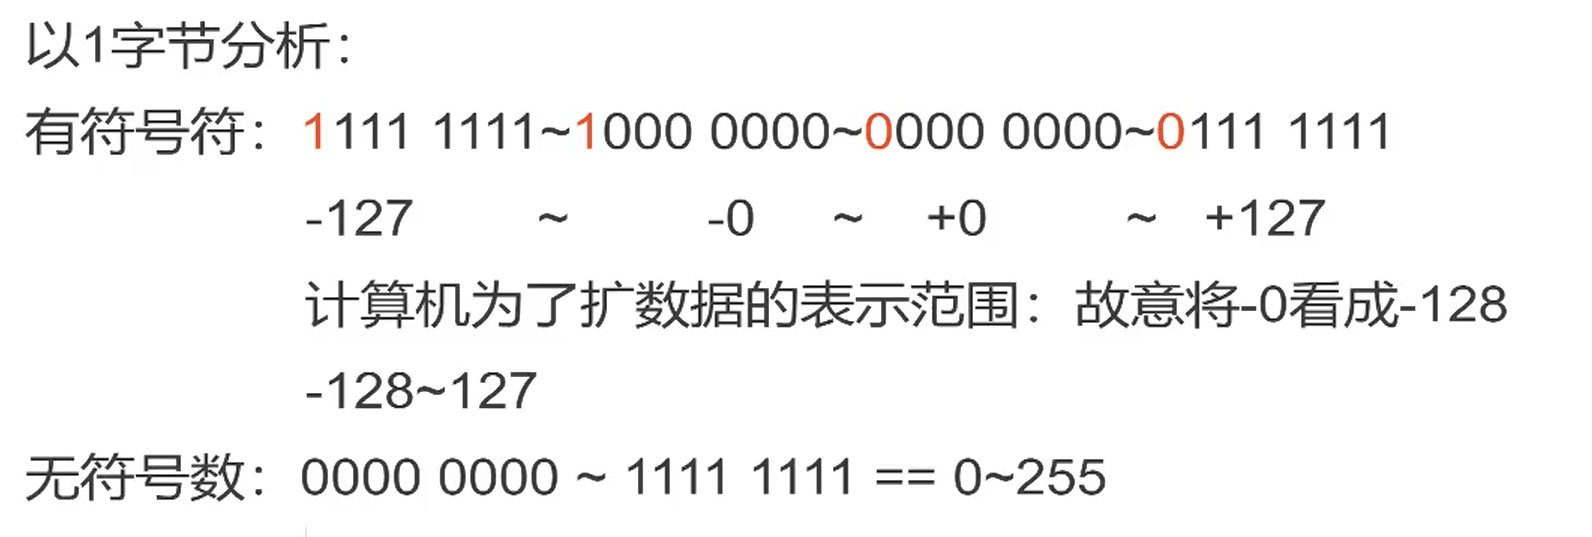 以1字节分析：
有符号符：1111 1111~1000 0000~0000 0000~0111 1111
-127 ~ -0 ~ +0 ~ +127
计算机为了扩数据的表示范围：故意将-0看成-128
-128~127
无符号数：0000 0000 ~ 1111 1111 == 0~255